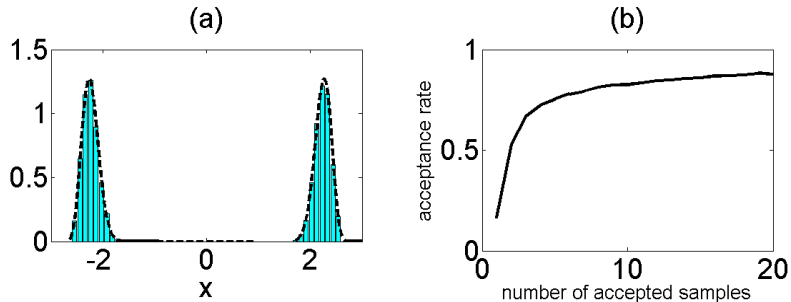 (a)
1.5
1
0.5
0
-2
0
2
x
(b)
acceptance rate
1
0.5
0
0
10
20
number of accepted samples